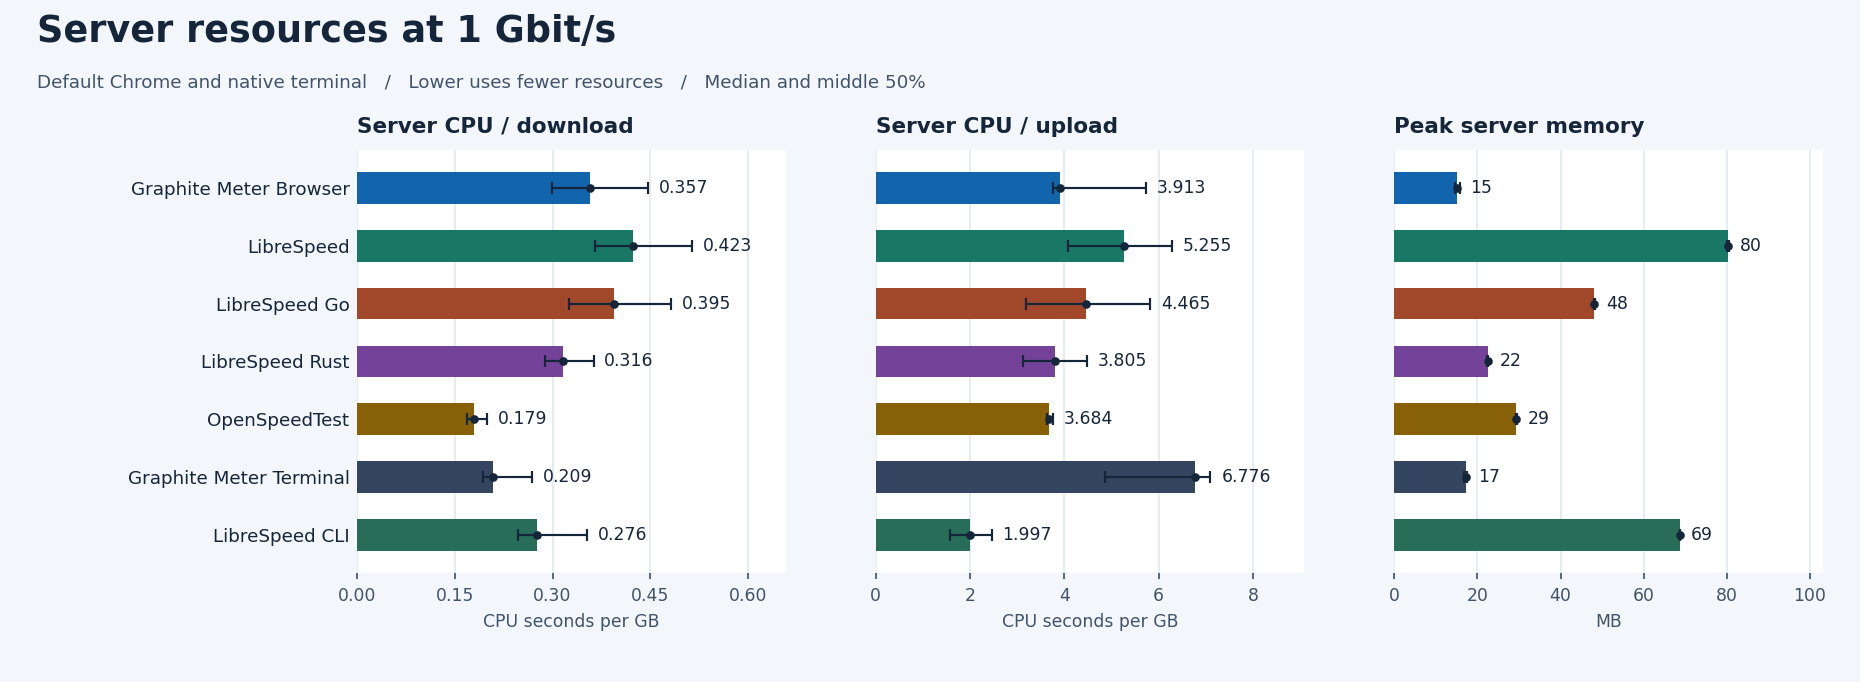 Server resources at 1 Gbit/s
Default Chrome and native terminal / Lower uses fewer resources / Median and middle 50%
Server CPU / download
Server CPU / upload
Peak server memory
Graphite Meter Browser 0.357 3.913 15
LibreSpeed 0.423 5.255 80
LibreSpeed Go 0.395 4.465 48
LibreSpeed Rust 0.316 3.805 22
OpenSpeedTest 0.179 3.684 29
Graphite Meter Terminal 0.209 6.776 17
LibreSpeed CLI 0.276 1.997 69
0.00 0.15 0.30 0.45 0.60
0 2 4 6 8
0 20 40 60 80 100
CPU seconds per GB
CPU seconds per GB
MB